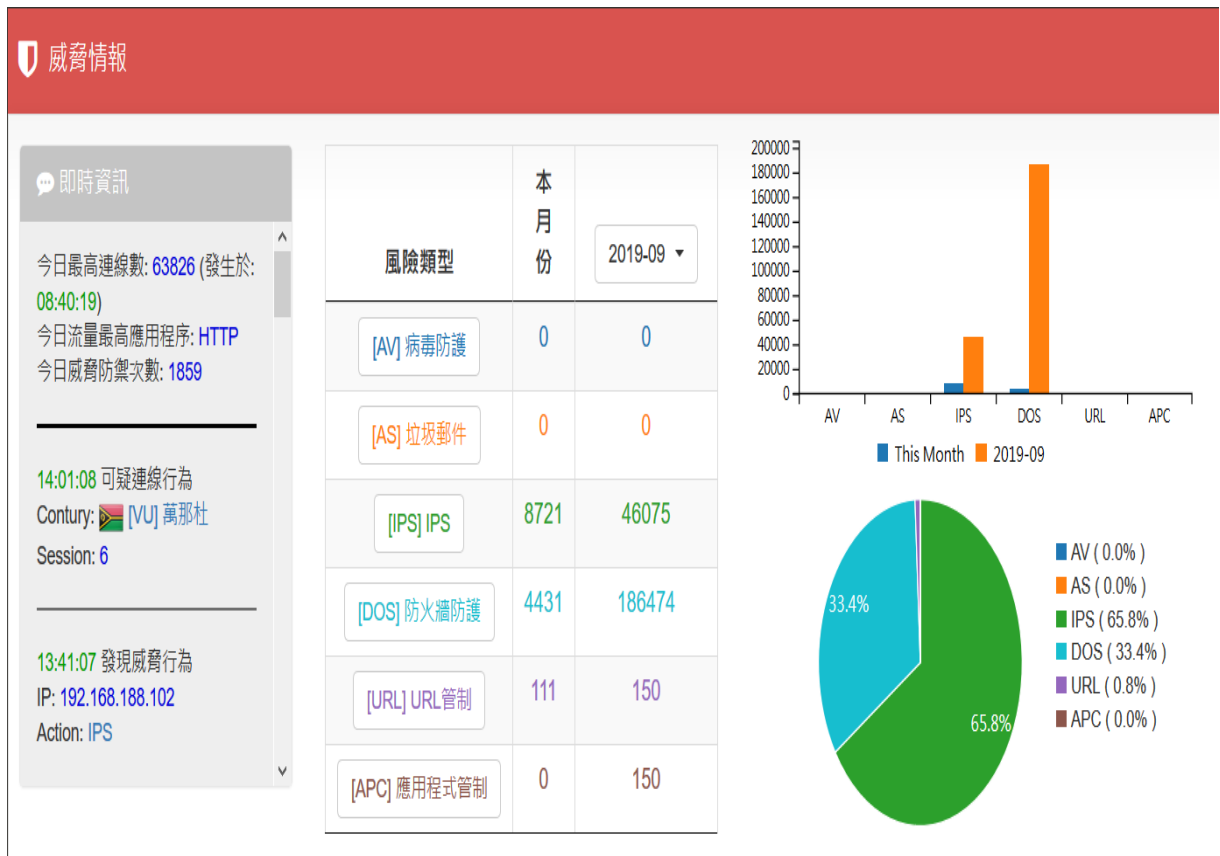 威脅情報
即時資訊
今日最高連線數: 63826 (發生於:
08:40:19)
今日流量最高應用程序: HTTP
今日威脅防禦次數: 1859
14:01:08 可疑連線行為
Contury: [VU] 萬那杜
Session: 6
13:41:07 發現威脅行為
IP: 192.168.188.102
Action: IPS
風險類型 本月份 2019-09
[AV] 病毒防護 0 0
[AS] 垃圾郵件 0 0
[IPS] IPS 8721 46075
[DOS] 防火牆防護 4431 186474
[URL] URL管制 111 150
[APC] 應用程式管制 0 150
200000
180000
160000
140000
120000
100000
80000
60000
40000
20000
0
AV AS IPS DOS URL APC
This Month 2019-09
33.4%
65.8%
AV ( 0.0% )
AS ( 0.0% )
IPS ( 65.8% )
DOS ( 33.4% )
URL ( 0.8% )
APC ( 0.0% )